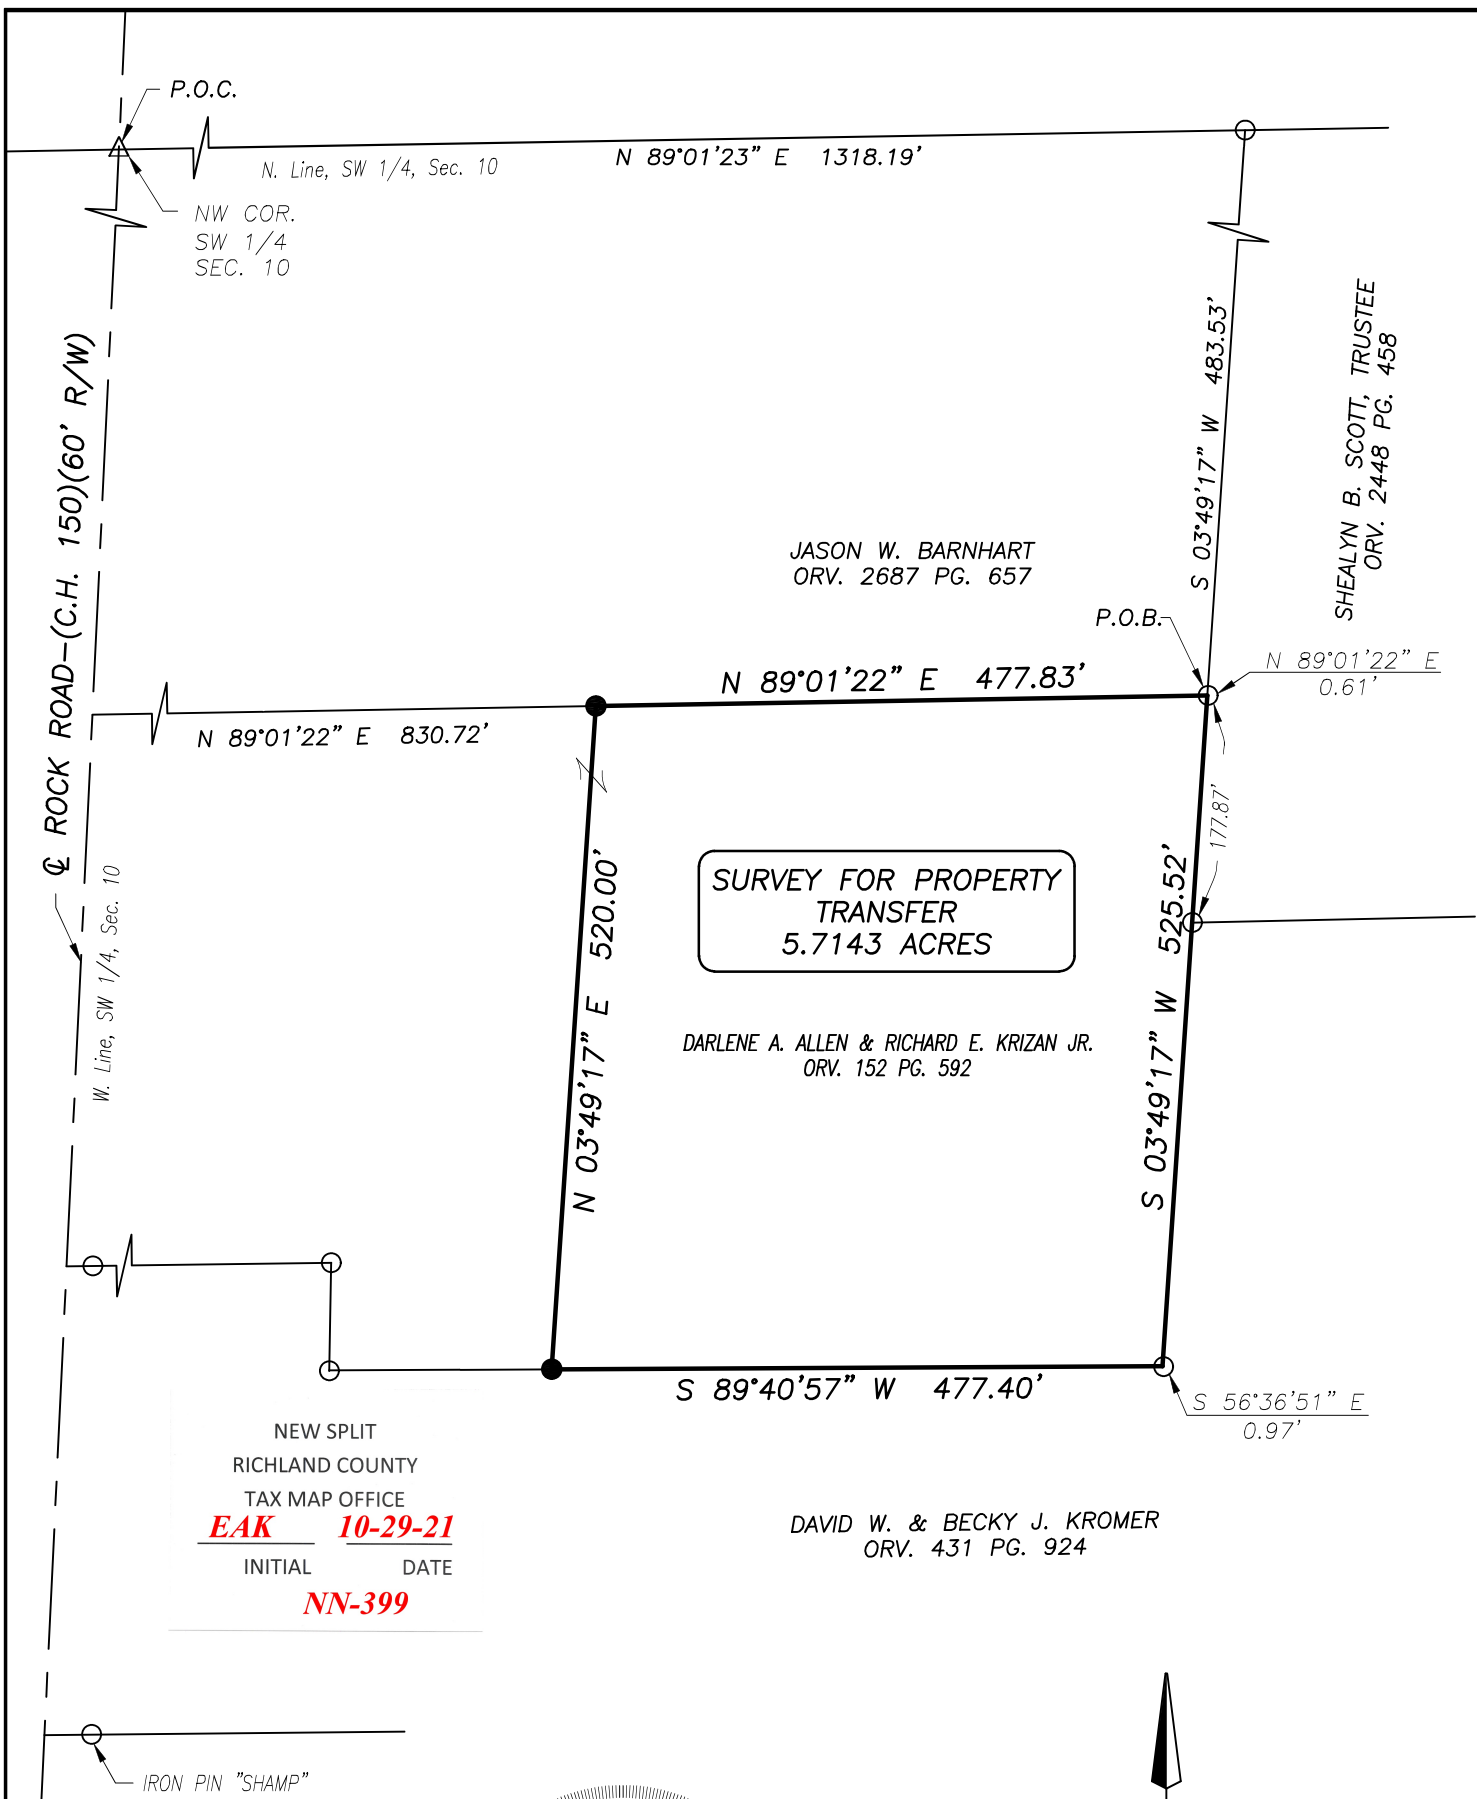 P.O.C.
N. Line, SW 1/4, Sec. 10
N 89°01'23" E 1318.19'
NW COR.
SW 1/4
SEC. 10
S 03°49'17" W 483.53'
SHEALYN B. SCOTT, TRUSTEE
ORV. 2448 PG. 458
℄ ROCK ROAD-(C.H. 150)(60' R/W)
JASON W. BARNHART
ORV. 2687 PG. 657
P.O.B.
N 89°01'22" E
0.61'
N 89°01'22" E 477.83'
N 89°01'22" E 830.72'
177.87'
W. Line, SW 1/4, Sec. 10
N 03°49'17" E 520.00'
SURVEY FOR PROPERTY
TRANSFER
5.7143 ACRES
S 03°49'17" W 525.52'
DARLENE A. ALLEN & RICHARD E. KRIZAN JR.
ORV. 152 PG. 592
S 89°40'57" W 477.40'
S 56°36'51" E
0.97'
NEW SPLIT
RICHLAND COUNTY
TAX MAP OFFICE
EAK 10-29-21
INITIAL DATE
NN-399
DAVID W. & BECKY J. KROMER
ORV. 431 PG. 924
IRON PIN "SHAMP"